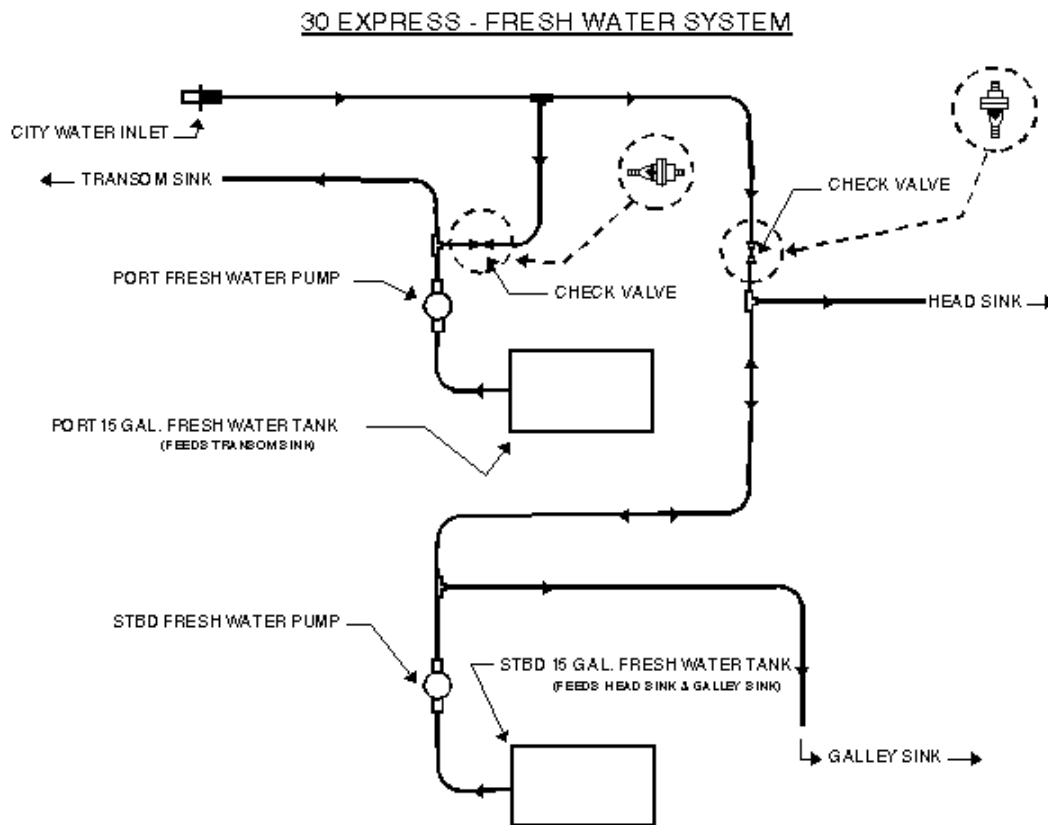 30 EXPRESS - FRESH WATER SYSTEM
CITY WATER INLET
TRANSOM SINK
CHECK VALVE
PORT FRESH WATER PUMP
CHECK VALVE
HEAD SINK
PORT 15 GAL. FRESH WATER TANK
(FEEDS TRANSOM SINK)
STBD FRESH WATER PUMP
STBD 15 GAL. FRESH WATER TANK
(FEEDS HEAD SINK & GALLEY SINK)
GALLEY SINK